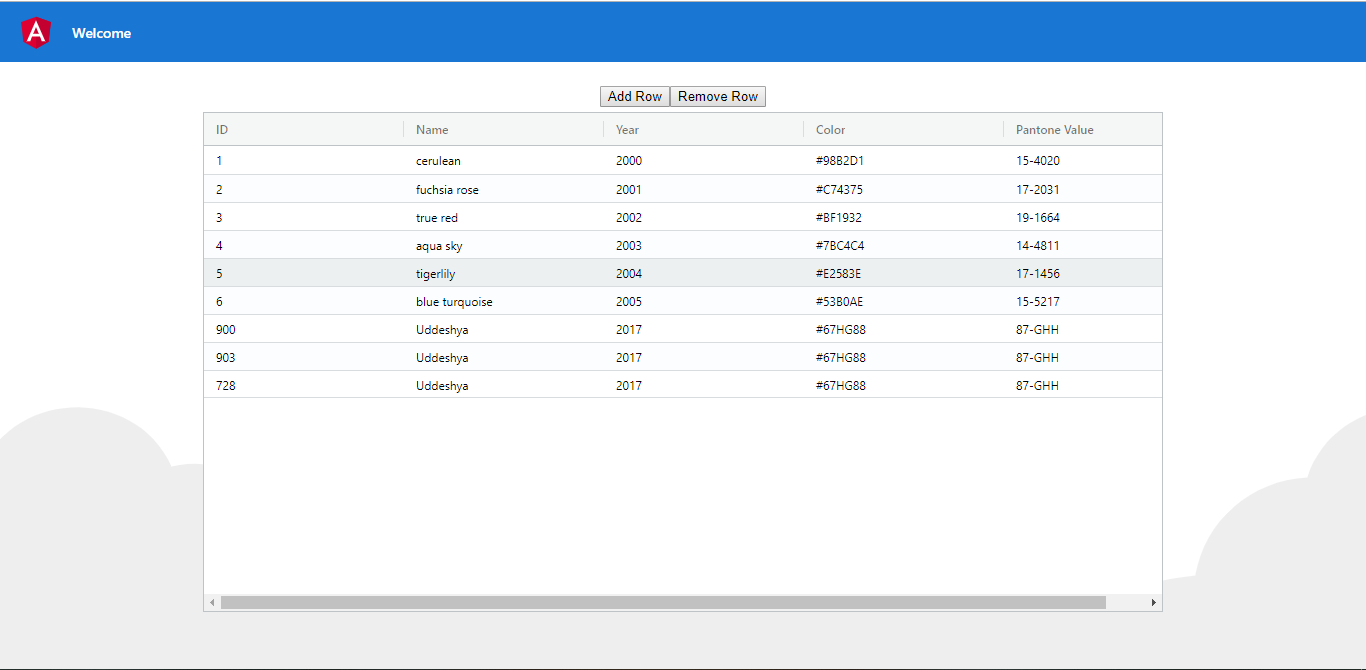 A Welcome
Add Row Remove Row
ID Name Year Color Pantone Value
1 cerulean 2000 #98B2D1 15-4020
2 fuchsia rose 2001 #C74375 17-2031
3 true red 2002 #BF1932 19-1664
4 aqua sky 2003 #7BC4C4 14-4811
5 tigerlily 2004 #E2583E 17-1456
6 blue turquoise 2005 #53B0AE 15-5217
900 Uddeshya 2017 #67HG88 87-GHH
903 Uddeshya 2017 #67HG88 87-GHH
728 Uddeshya 2017 #67HG88 87-GHH